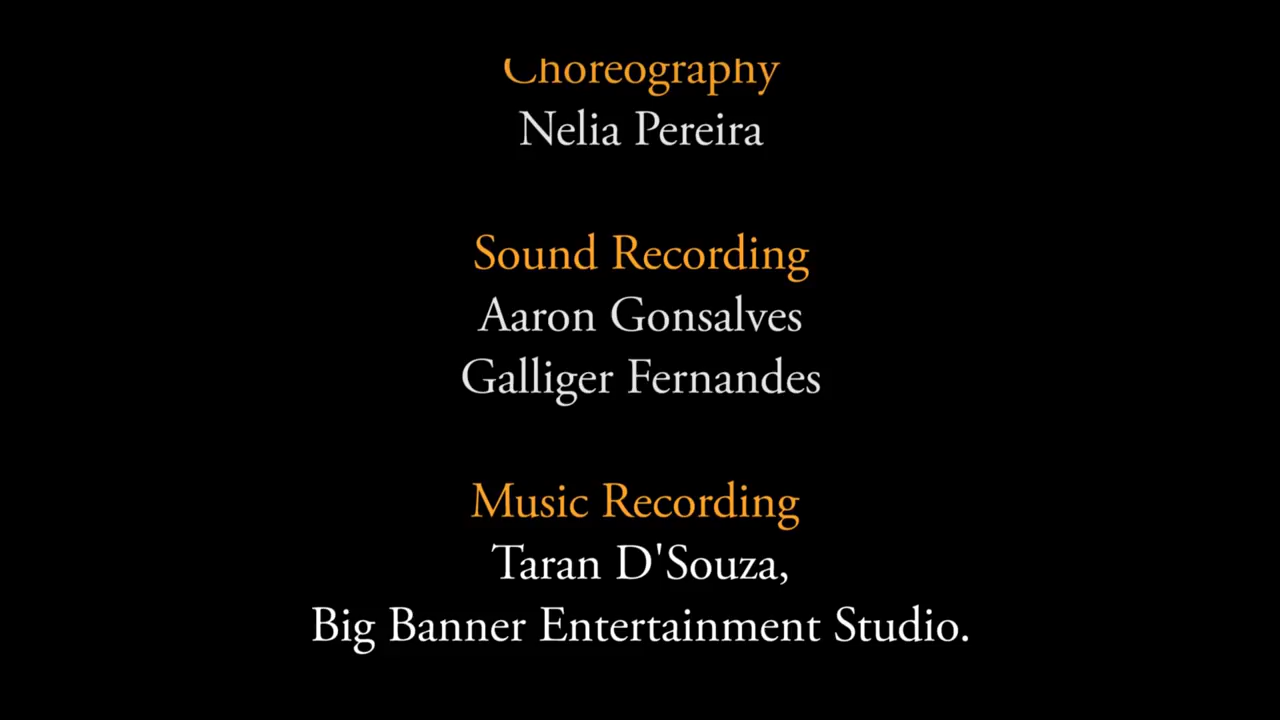 Choreography
Nelia Pereira
Sound Recording
Aaron Gonsalves
Galliger Fernandes
Music Recording
Taran D'Souza,
Big Banner Entertainment Studio.